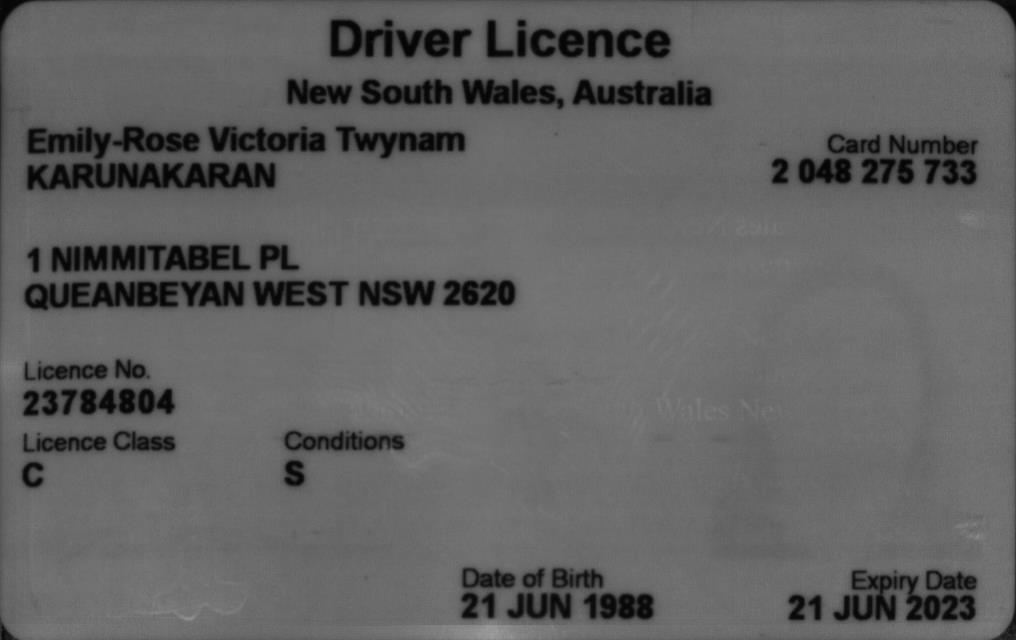 Driver Licence
New South Wales, Australia
Emily-Rose Victoria Twynam
KARUNAKARAN
Card Number
2 048 275 733
1 NIMMITABEL PL
QUEANBEYAN WEST NSW 2620
Licence No.
23784804
Licence Class
C
Conditions
S
Wales Ne
Date of Birth
21 JUN 1988
Expiry Date
21 JUN 2023